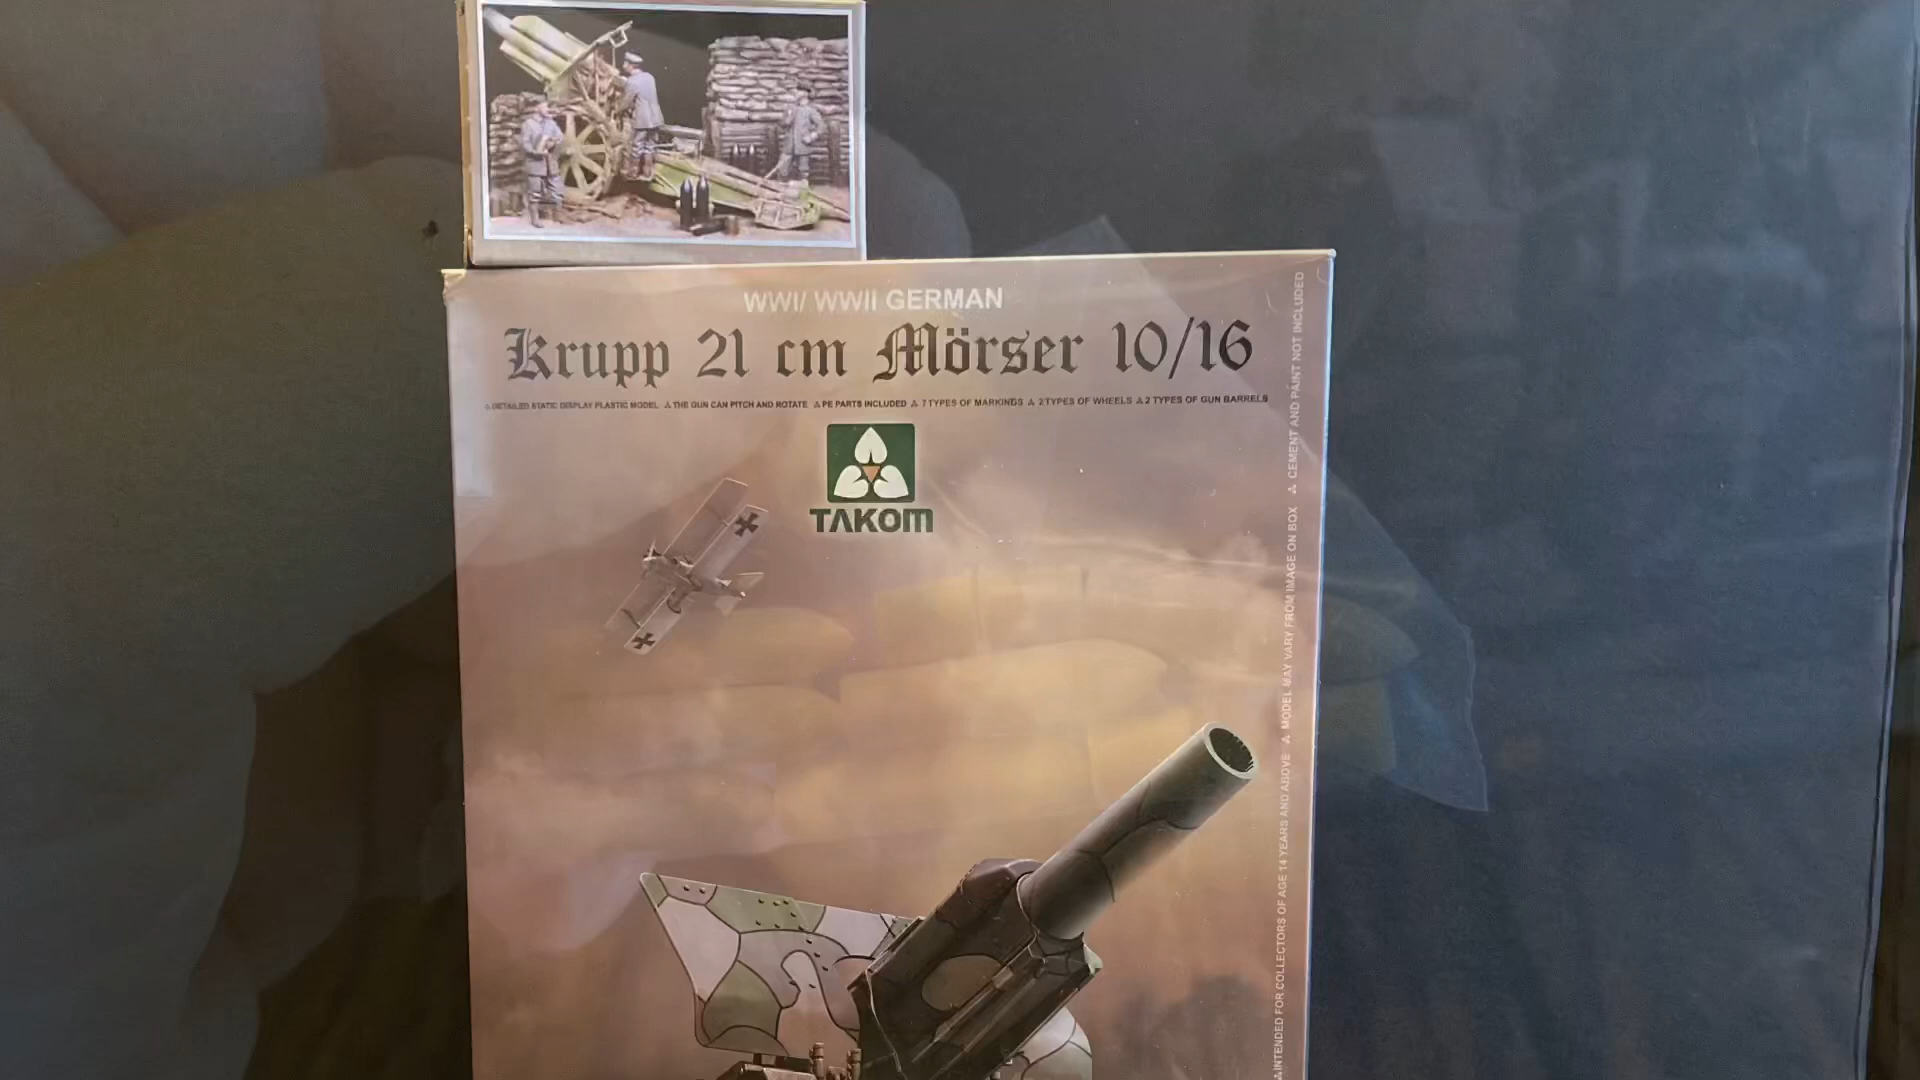 WWI/ WWII GERMAN
Krupp 21 cm Mörser 10/16
DETAILED STATIC DISPLAY PLASTIC MODEL THE GUN CAN PITCH AND ROTATE PE PARTS INCLUDED 7 TYPES OF MARKINGS 2 TYPES OF WHEELS 2 TYPES OF GUN BARRELS
TAKOM
INTENDED FOR COLLECTORS OF AGE 14 YEARS AND ABOVE MODEL MAY VARY FROM IMAGE ON BOX CEMENT AND PAINT NOT INCLUDED